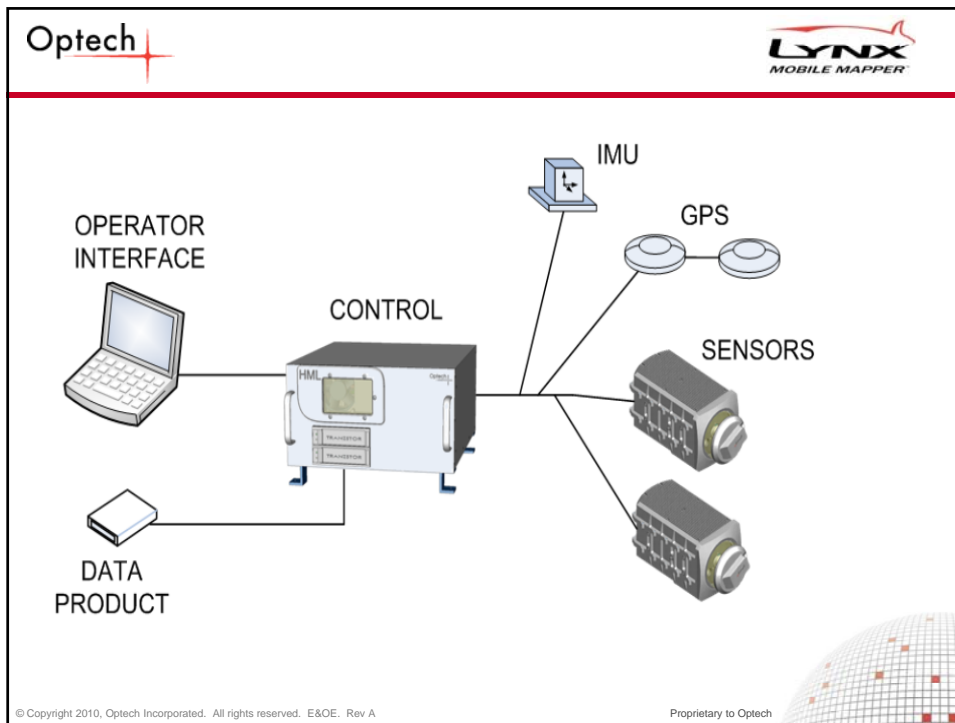 Optech
LYNX
MOBILE MAPPER
IMU
GPS
OPERATOR
INTERFACE
CONTROL
SENSORS
HML
Optech
DATA
PRODUCT
© Copyright 2010, Optech Incorporated. All rights reserved. E&OE. Rev A
Proprietary to Optech